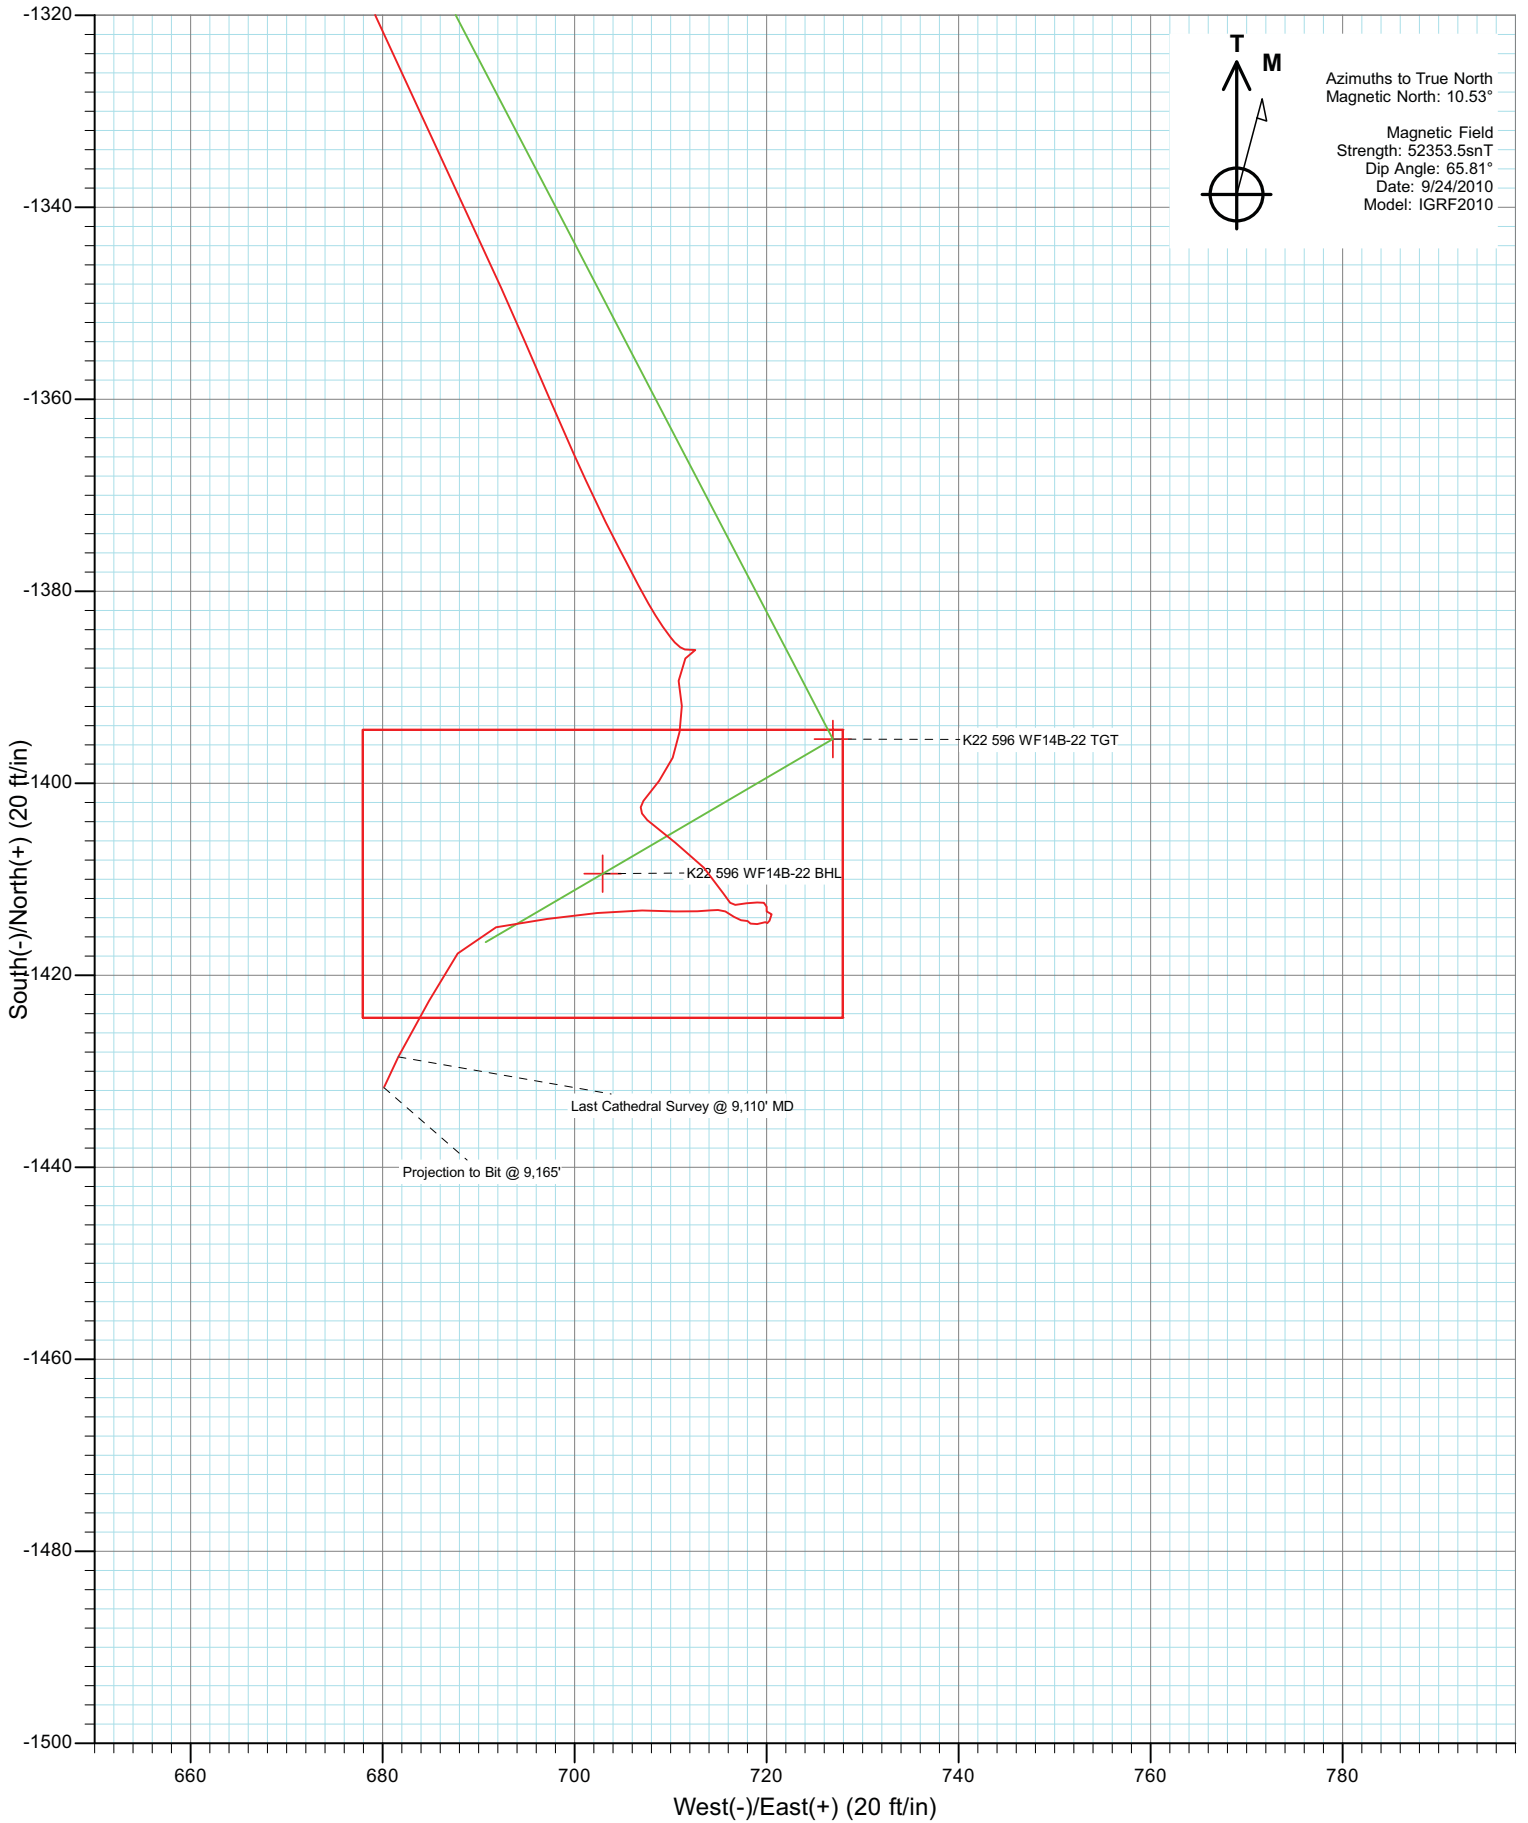 -1320
-1340
-1360
-1380
-1400
-1420
-1440
-1460
-1480
-1500
South(-)/North(+) (20 ft/in)
660
680
700
720
740
760
780
West(-)/East(+) (20 ft/in)
T
M
Azimuths to True North
Magnetic North: 10.53°
Magnetic Field
Strength: 52353.5snT
Dip Angle: 65.81°
Date: 9/24/2010
Model: IGRF2010
K22 596 WF14B-22 TGT
K22 596 WF14B-22 BHL
Last Cathedral Survey @ 9,110' MD
Projection to Bit @ 9,165'